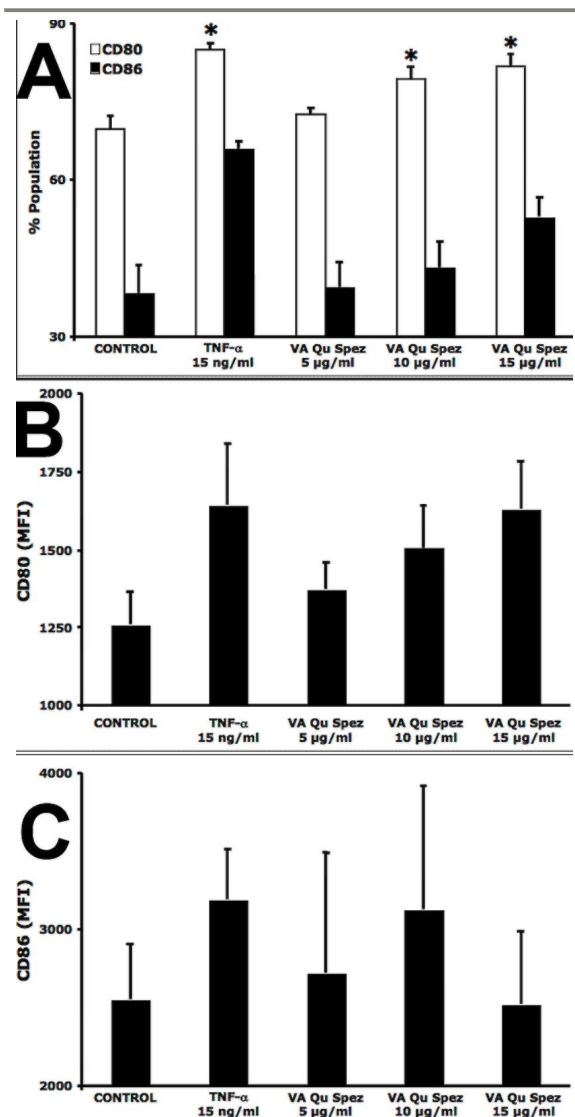 90
A
CD80
CD86
* * *
60
% Population
30
CONTROL TNF-α VA Qu Spez VA Qu Spez VA Qu Spez
15 ng/ml 5 µg/ml 10 µg/ml 15 µg/ml
2000
B
1750
CD80 (MFI)
1500
1250
1000
CONTROL TNF-α VA Qu Spez VA Qu Spez VA Qu Spez
15 ng/ml 5 µg/ml 10 µg/ml 15 µg/ml
4000
C
CD86 (MFI)
3000
2000
CONTROL TNF-α VA Qu Spez VA Qu Spez VA Qu Spez
15 ng/ml 5 µg/ml 10 µg/ml 15 µg/ml